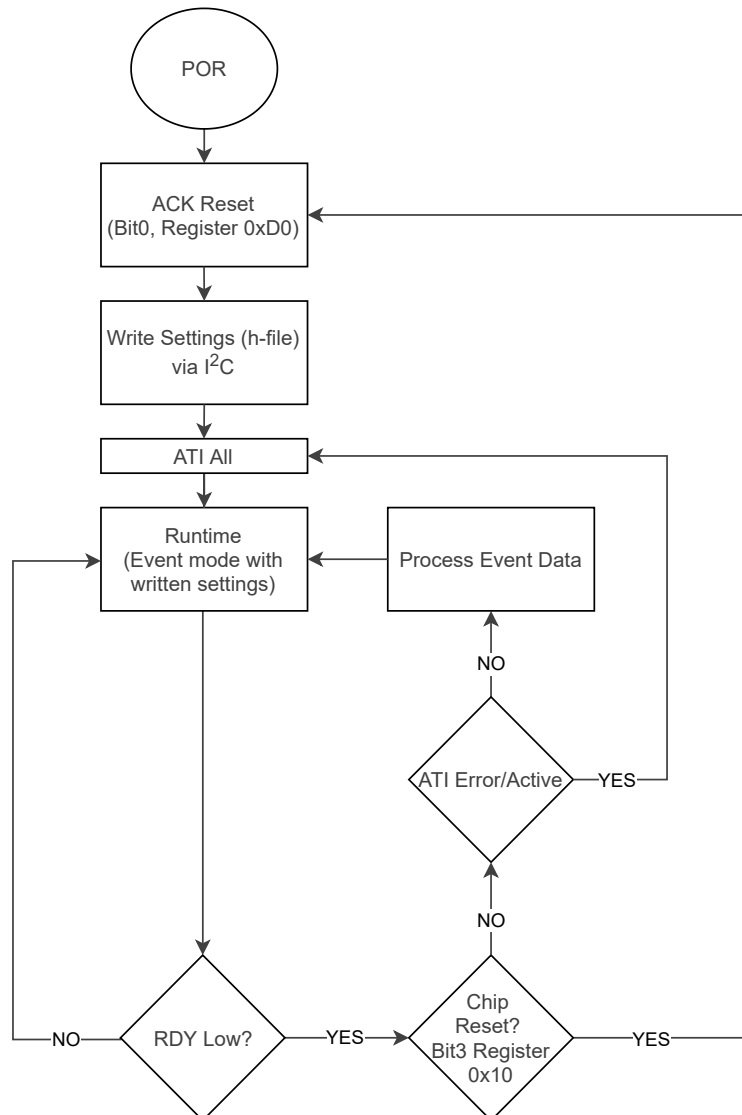 POR
ACK Reset
(Bit0, Register 0xD0)
Write Settings (h-file)
via I²C
ATI All
Runtime
(Event mode with
written settings)
Process Event Data
NO
ATI Error/Active
YES
NO
RDY Low?
NO
YES
Chip
Reset?
Bit3 Register
0x10
YES